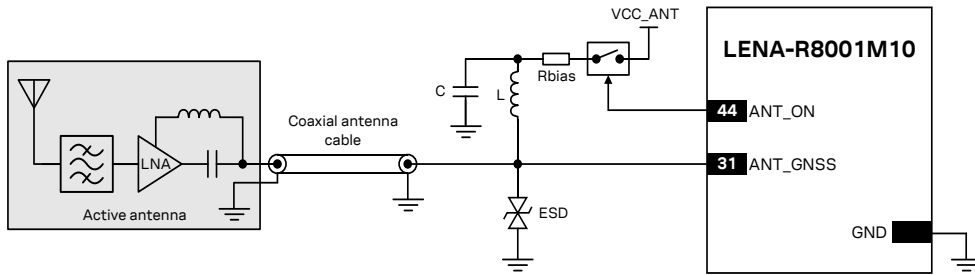 VCC_ANT
LENA-R8001M10
Rbias
C
L
44 ANT_ON
Coaxial antenna
cable
LNA
31 ANT_GNSS
Active antenna
ESD
GND